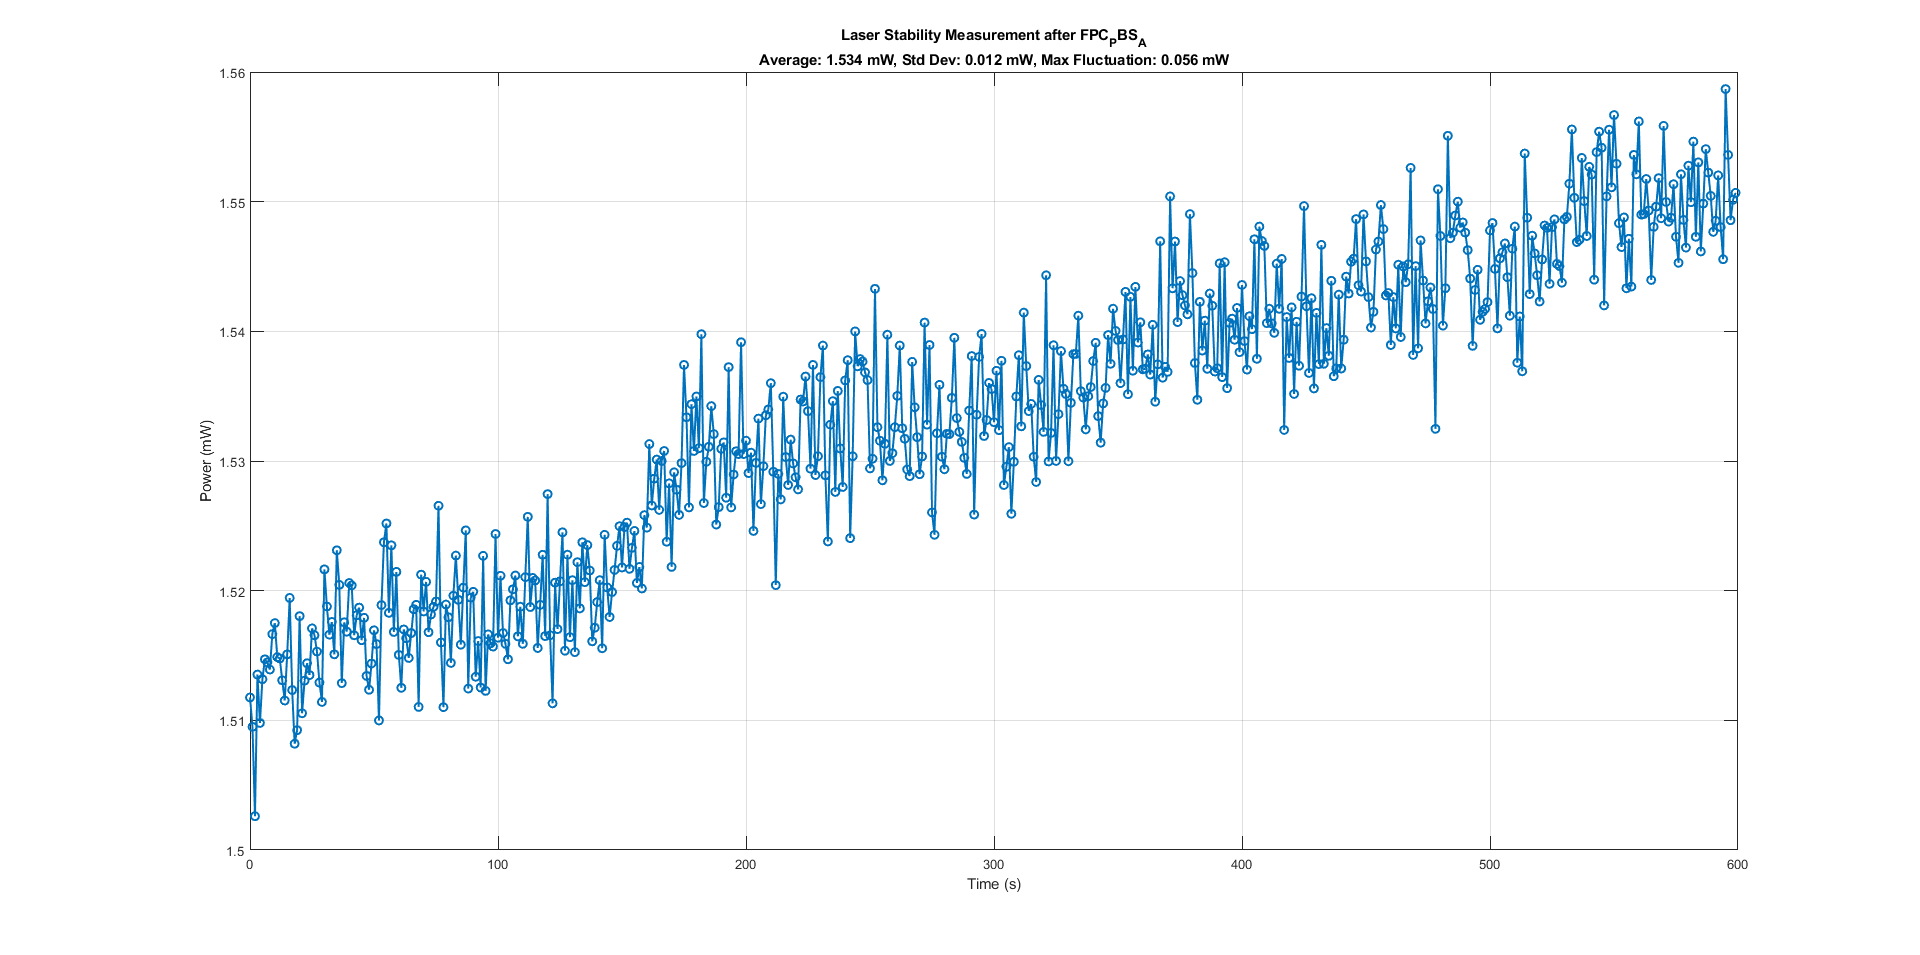 Laser Stability Measurement after FPCPBSA
Average: 1.534 mW, Std Dev: 0.012 mW, Max Fluctuation: 0.056 mW
1.56
1.55
1.54
1.53
1.52
1.51
1.5
Power (mW)
0 100 200 300 400 500 600
Time (s)